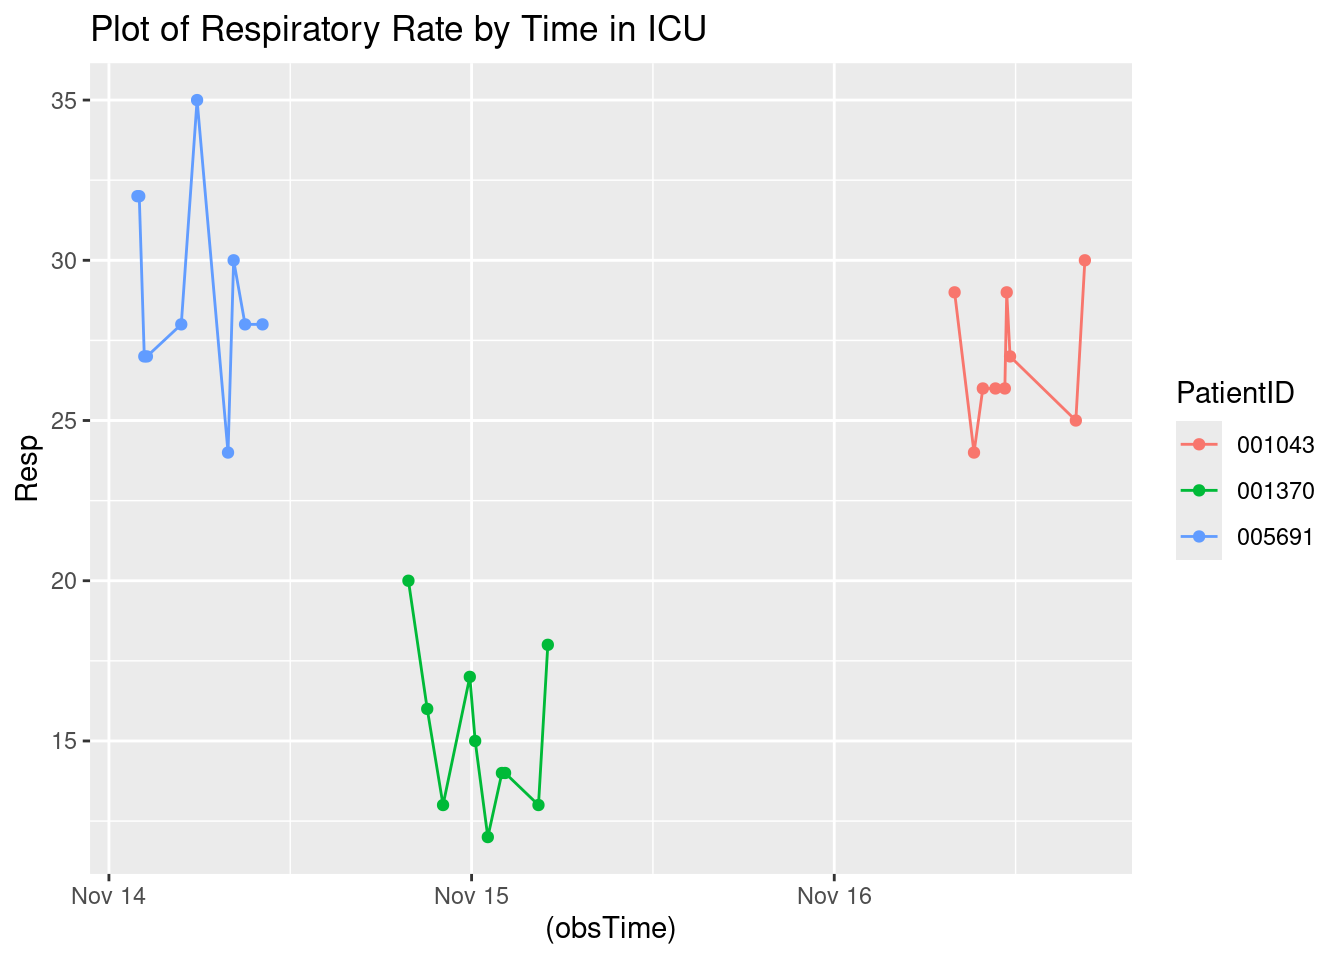 Plot of Respiratory Rate by Time in ICU
35
30
25
20
15
Resp
Nov 14
Nov 15
Nov 16
(obsTime)
PatientID
001043
001370
005691